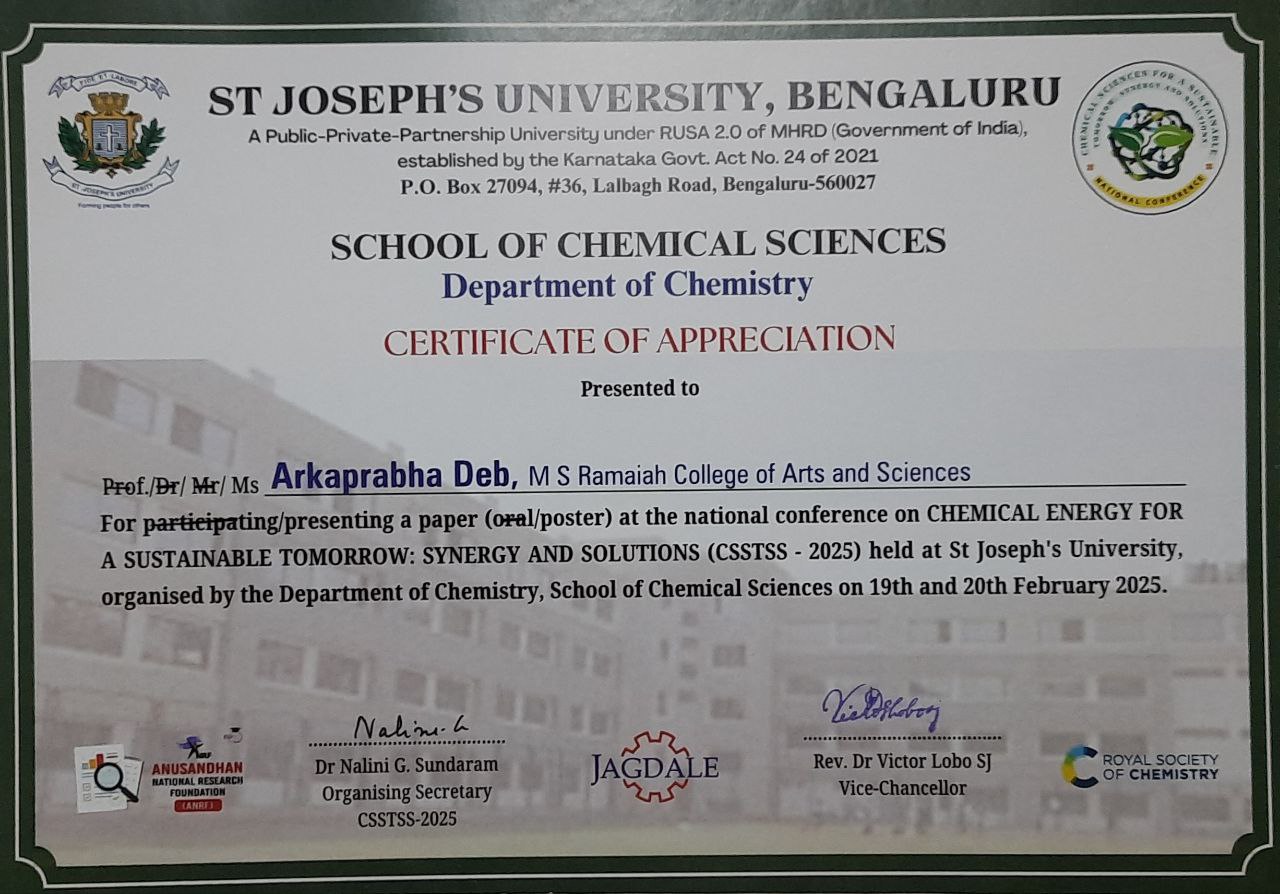 FIDE ET LABORE
ST JOSEPH'S UNIVERSITY
Forming people for others
ST JOSEPH'S UNIVERSITY, BENGALURU
A Public-Private-Partnership University under RUSA 2.0 of MHRD (Government of India),
established by the Karnataka Govt. Act No. 24 of 2021
P.O. Box 27094, #36, Lalbagh Road, Bengaluru-560027
CHEMICAL SCIENCES FOR A SUSTAINABLE
TOMORROW: SYNERGY AND SOLUTIONS
NATIONAL CONFERENCE
SCHOOL OF CHEMICAL SCIENCES
Department of Chemistry
CERTIFICATE OF APPRECIATION
Presented to
Prof./Dr/ Mr/ Ms Arkaprabha Deb, M S Ramaiah College of Arts and Sciences
For participating/presenting a paper (oral/poster) at the national conference on CHEMICAL ENERGY FOR
A SUSTAINABLE TOMORROW: SYNERGY AND SOLUTIONS (CSSTSS - 2025) held at St Joseph's University,
organised by the Department of Chemistry, School of Chemical Sciences on 19th and 20th February 2025.
ANUSANDHAN
NATIONAL RESEARCH
FOUNDATION
(ANRF)
Nalini. G
Dr Nalini G. Sundaram
Organising Secretary
CSSTSS-2025
JAGDALE
Rev. Dr Victor Lobo SJ
Vice-Chancellor
ROYAL SOCIETY
OF CHEMISTRY